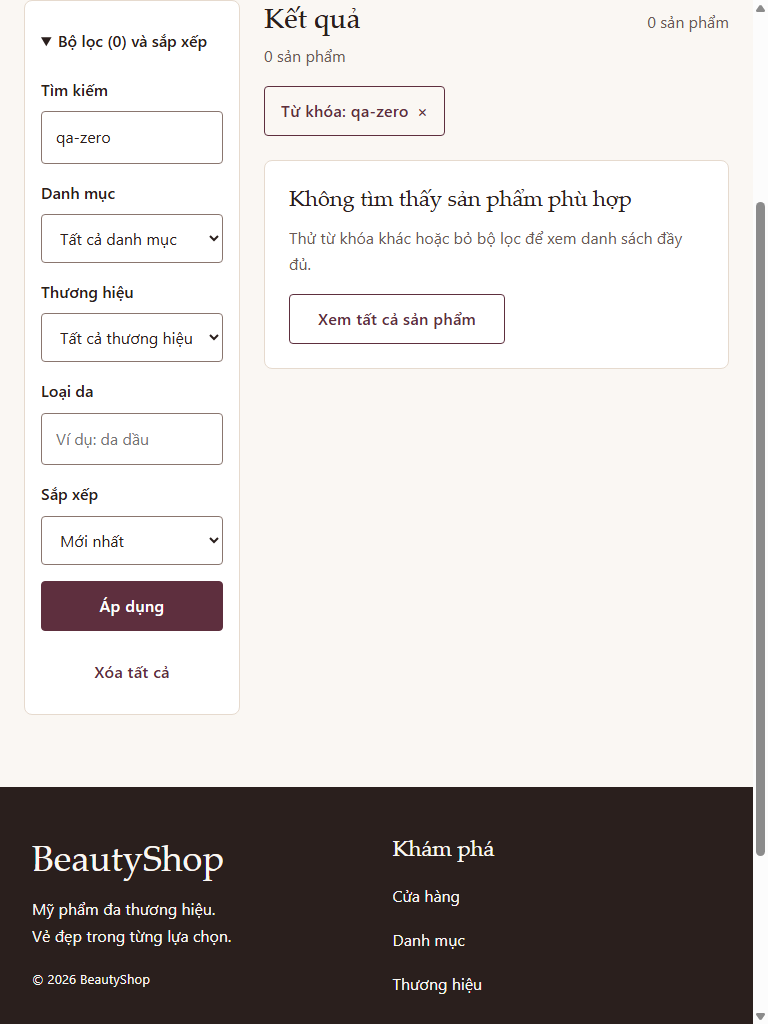 ▼ Bộ lọc (0) và sắp xếp
Tìm kiếm
qa-zero
Danh mục
Tất cả danh mục
Thương hiệu
Tất cả thương hiệu
Loại da
Ví dụ: da dầu
Sắp xếp
Mới nhất
Áp dụng
Xóa tất cả
Kết quả
0 sản phẩm
0 sản phẩm
Từ khóa: qa-zero ×
Không tìm thấy sản phẩm phù hợp
Thử từ khóa khác hoặc bỏ bộ lọc để xem danh sách đầy
đủ.
Xem tất cả sản phẩm
BeautyShop
Mỹ phẩm đa thương hiệu.
Vẻ đẹp trong từng lựa chọn.
© 2026 BeautyShop
Khám phá
Cửa hàng
Danh mục
Thương hiệu